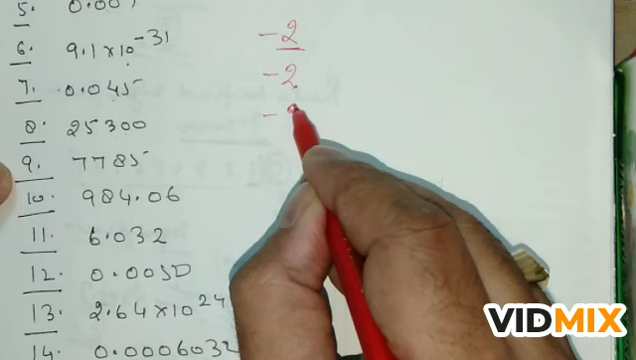 5. 0.007
6. 9.1 × 10⁻³¹ - 2
7. 0.045 - 2
8. 25300 -
9. 7785
10. 984.06
11. 6.032
12. 0.0050
13. 2.64 × 10²⁴
14. 0.0006032
VIDMIX